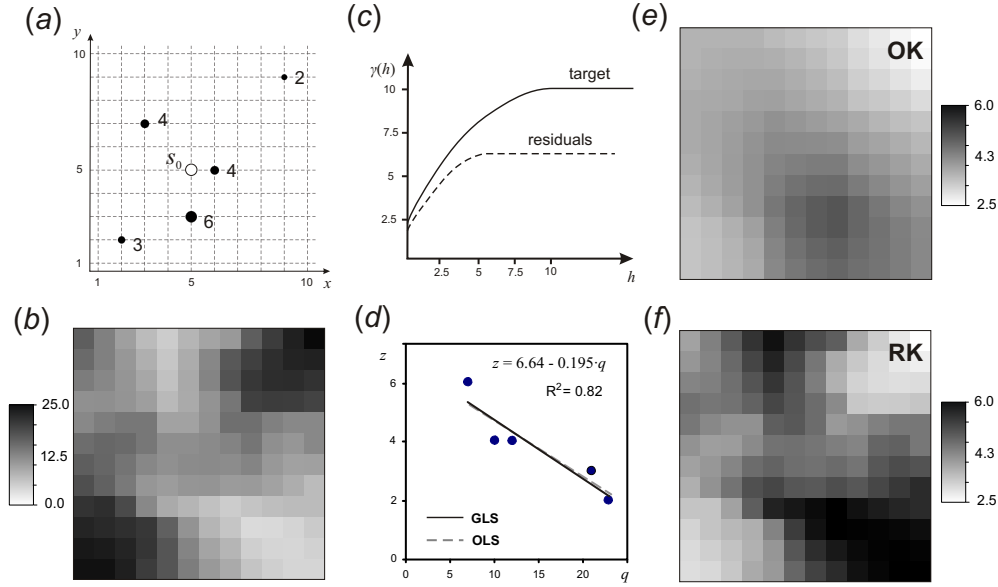 (a)
y
10
5
1
1
5
10
x
2
4
s0
4
6
3
(b)
25.0
12.5
0.0
(c)
γ(h)
10
7.5
5
2.5
2.5
5
7.5
10
h
target
residuals
(d)
z
6
4
2
0
0
5
10
15
20
q
25
z = 6.64 - 0.195·q
R²= 0.82
GLS
OLS
(e)
OK
6.0
4.3
2.5
(f)
RK
6.0
4.3
2.5